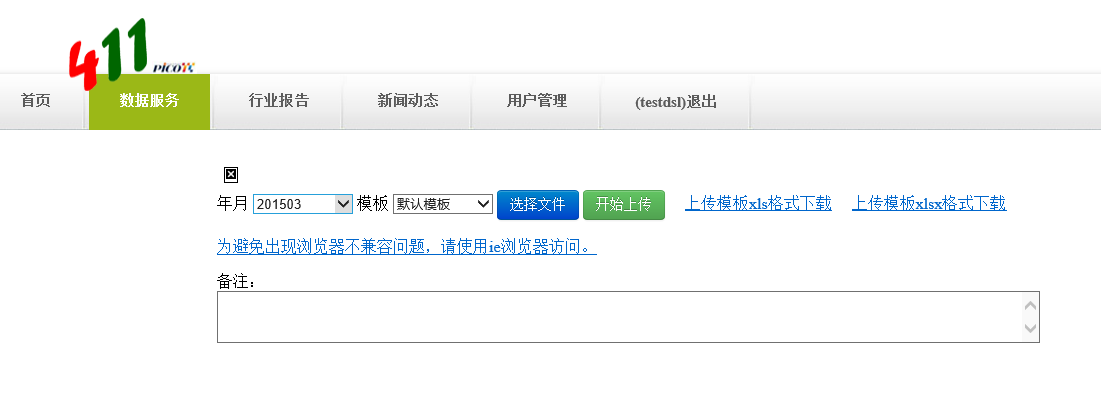 411 PICO
首页 数据服务 行业报告 新闻动态 用户管理 (testdsl)退出
年月 201503 模板 默认模板 选择文件 开始上传 上传模板xls格式下载 上传模板xlsx格式下载
为避免出现浏览器不兼容问题，请使用ie浏览器访问。
备注：